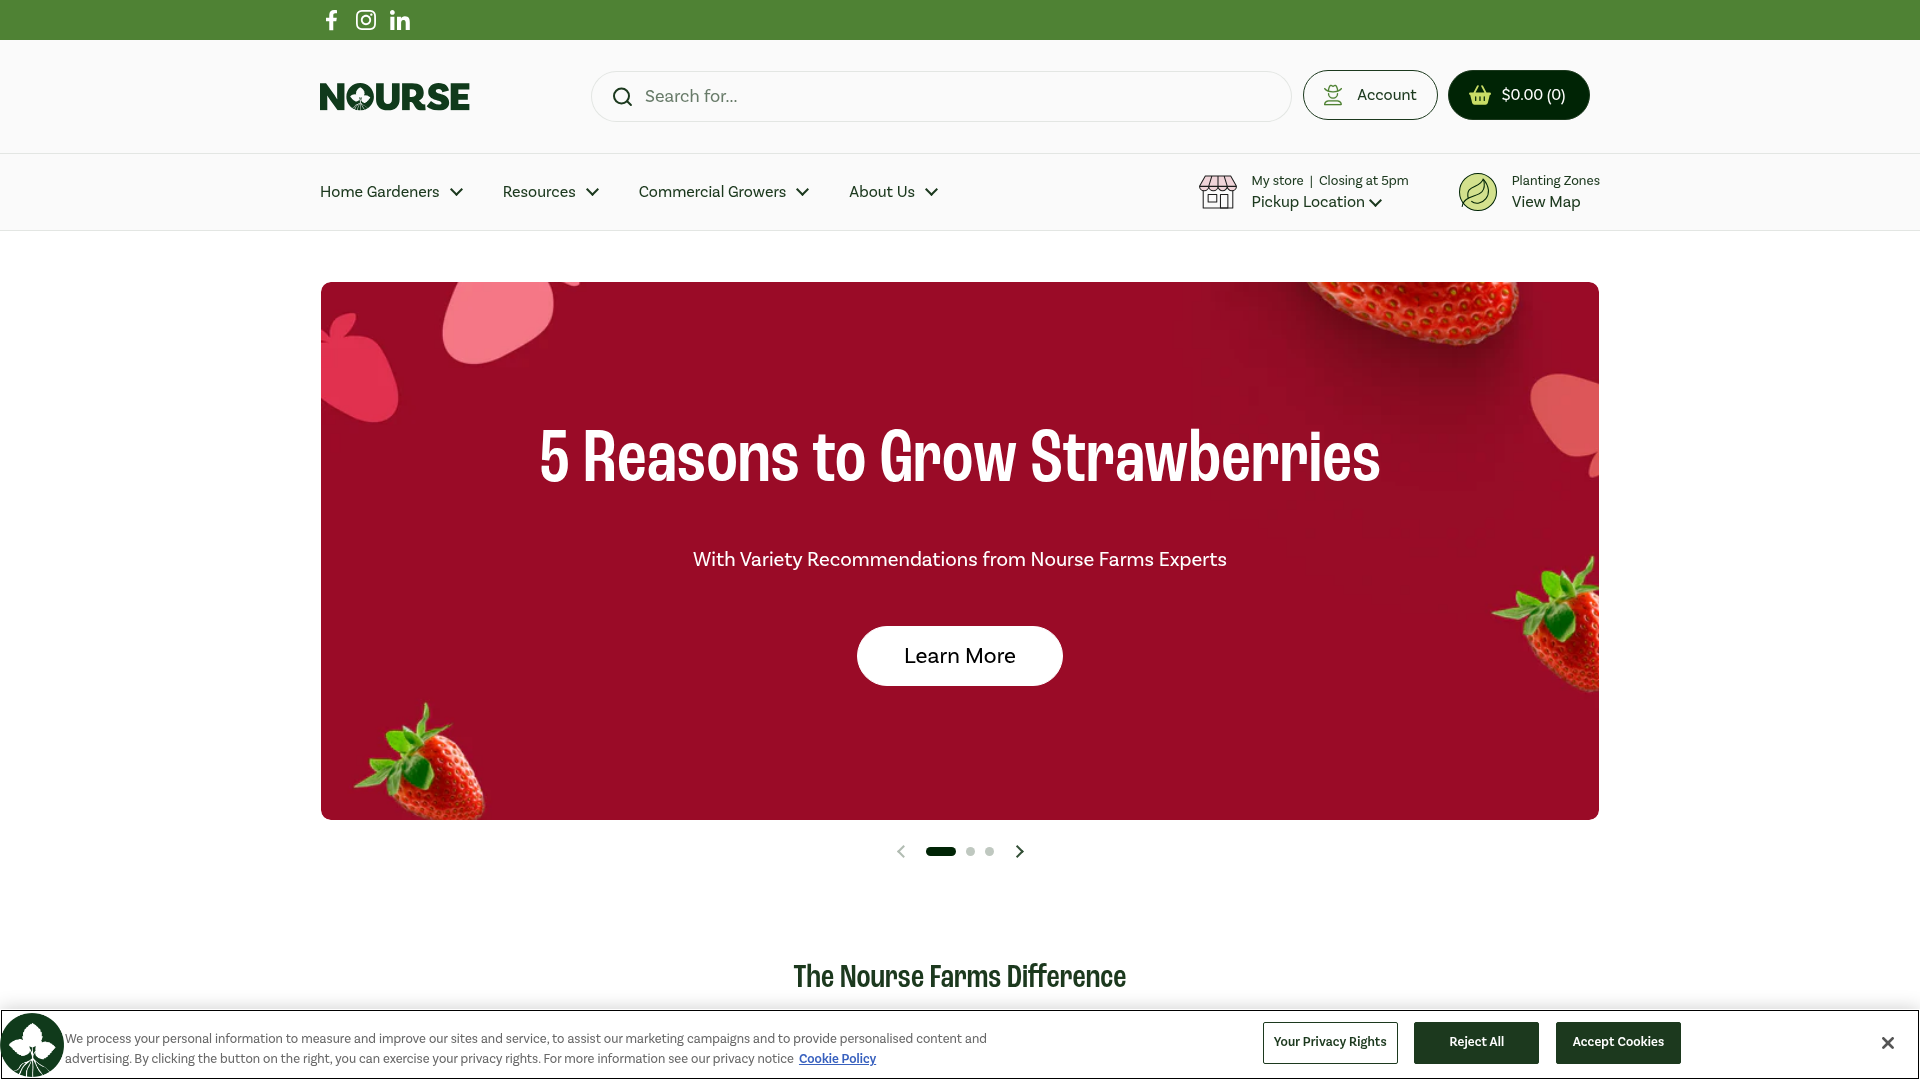 NOURSE
Search for...
Account
$0.00 (0)
Home Gardeners
Resources
Commercial Growers
About Us
My store | Closing at 5pm
Pickup Location
Planting Zones
View Map
5 Reasons to Grow Strawberries
With Variety Recommendations from Nourse Farms Experts
Learn More
The Nourse Farms Difference
We process your personal information to measure and improve our sites and service, to assist our marketing campaigns and to provide personalised content and
advertising. By clicking the button on the right, you can exercise your privacy rights. For more information see our privacy notice Cookie Policy
Your Privacy Rights
Reject All
Accept Cookies